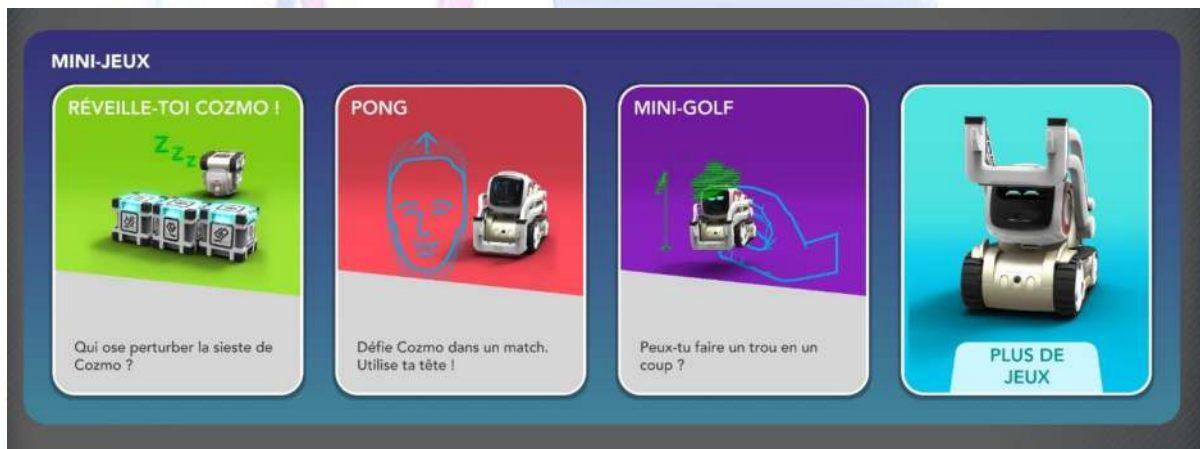 MINI-JEUX
RÉVEILLE-TOI COZMO !
Zzz
Qui ose perturber la sieste de
Cozmo ?
PONG
Défie Cozmo dans un match.
Utilise ta tête !
MINI-GOLF
Peux-tu faire un trou en un
coup ?
PLUS DE
JEUX